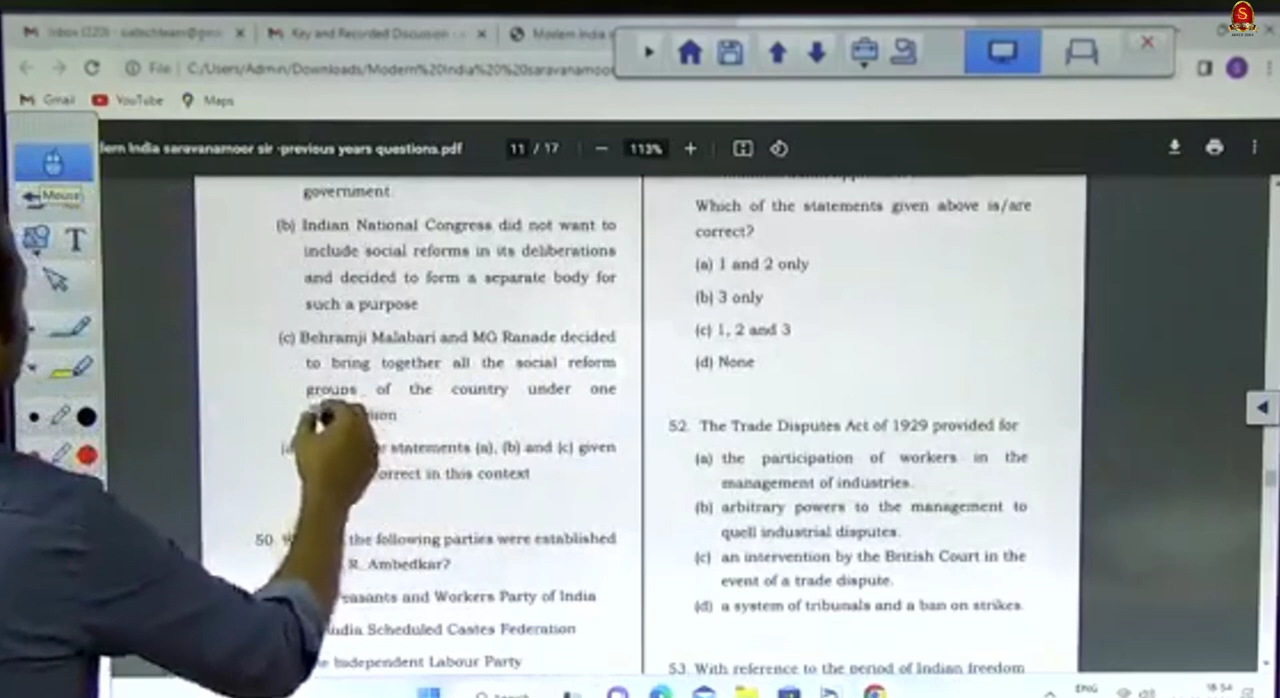 S
Inbox (220)
Key and Recorded Discussion
Modern India
File
C:/Users/Admin/Downloads/Modern%20India%20%20saravanamoor
S
Gmail
YouTube
Maps
Mouse
T
dern India saravanamoor sir -previous years questions.pdf
11 / 17
113%
government
(b) Indian National Congress did not want to
include social reforms in its deliberations
and decided to form a separate body for
such a purpose
(c) Behramji Malabari and MG Ranade decided
to bring together all the social reform
groups of the country under one
statements (a), (b) and (c) given
orrect in this context
50
the following parties were established
R. Ambedkar?
easants and Workers Party of India
ndia Scheduled Castes Federation
e Independent Labour Party
Which of the statements given above is/are
correct?
(a) 1 and 2 only
(b) 3 only
(c) 1, 2 and 3
(d) None
52. The Trade Disputes Act of 1929 provided for
(a) the participation of workers in the
management of industries.
(b) arbitrary powers to the management to
quell industrial disputes.
(c) an intervention by the British Court in the
event of a trade dispute.
(d) a system of tribunals and a ban on strikes.
53. With reference to the period of Indian freedom
Search
ENG
18:54